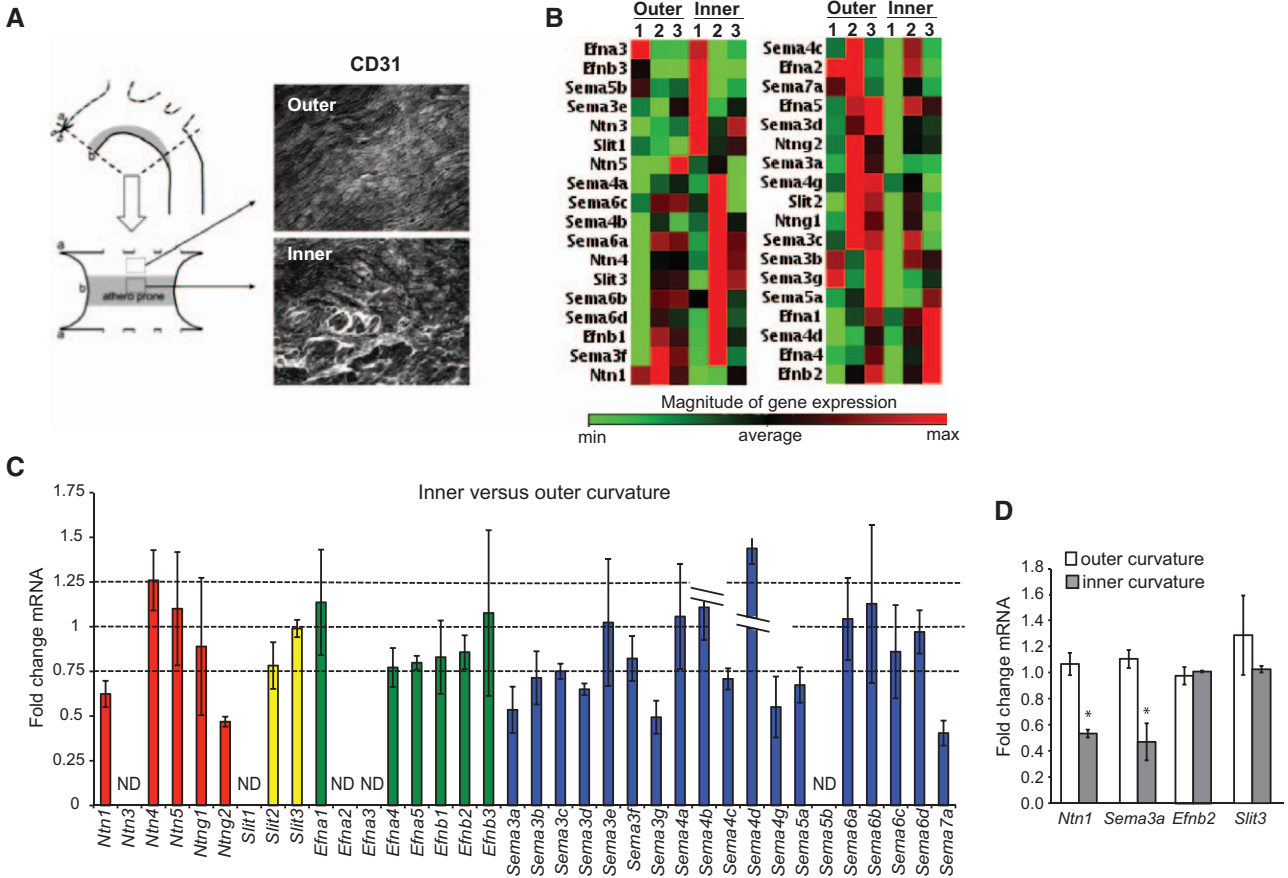 A
CD31
Outer
Inner
a
b
a
b
athero prone
a
B
Outer Inner
1 2 3 1 2 3
Efna3
Efnb3
Sema5b
Sema3e
Ntn3
Slit1
Ntn5
Sema4a
Sema6c
Sema4b
Sema6a
Ntn4
Slit3
Sema6b
Sema6d
Efnb1
Sema3f
Ntn1
Outer Inner
1 2 3 1 2 3
Sema4c
Efna2
Sema7a
Efna5
Sema3d
Ntng2
Sema3a
Sema4g
Slit2
Ntng1
Sema3c
Sema3b
Sema3g
Sema5a
Efna1
Sema4d
Efna4
Efnb2
Magnitude of gene expression
min average max
C
Inner versus outer curvature
Fold change mRNA
1.75
1.5
1.25
1
0.75
0.5
0.25
0
ND ND ND ND ND
Ntn1 Ntn3 Ntn4 Ntn5 Ntng1 Ntng2 Slit1 Slit2 Slit3 Efna1 Efna2 Efna3 Efna4 Efna5 Efnb1 Efnb2 Efnb3 Sema3a Sema3b Sema3c Sema3d Sema3e Sema3f Sema3g Sema4a Sema4b Sema4c Sema4d Sema4g Sema5a Sema5b Sema6a Sema6b Sema6c Sema6d Sema7a
D
outer curvature
inner curvature
Fold change mRNA
1.8
1.6
1.4
1.2
1.0
0.8
0.6
0.4
0.2
0.0
* *
Ntn1 Sema3a Efnb2 Slit3